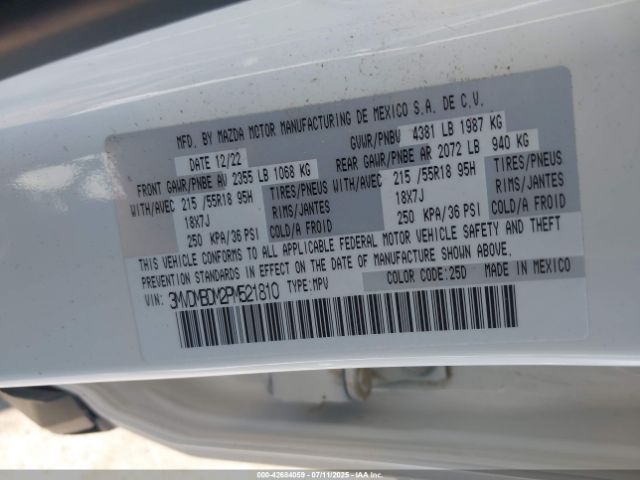 MFD. BY MAZDA MOTOR MANUFACTURING DE MEXICO S.A. DE C.V.
DATE 12/22 GVWR/PNBV 4381 LB 1987 KG
FRONT GAWR/PNBE AV 2355 LB 1068 KG REAR GAWR/PNBE AR 2072 LB 940 KG
WITH/AVEC 215 /55R18 95H TIRES/PNEUS WITH/AVEC 215 /55R18 95H TIRES/PNEUS
18X7J RIMS/JANTES 18X7J RIMS/JANTES
250 KPA/36 PSI COLD/A FROID 250 KPA/36 PSI COLD/A FROID
THIS VEHICLE CONFORMS TO ALL APPLICABLE FEDERAL MOTOR VEHICLE SAFETY AND THEFT
PREVENTION STANDARDS IN EFFECT ON THE DATE OF MANUFACTURE SHOWN ABOVE.
VIN: 3MVDMBDM2PM521810 TYPE: MPV COLOR CODE: 25D MADE IN MEXICO
000-42684059 - 07/11/2025 - IAAI.COM